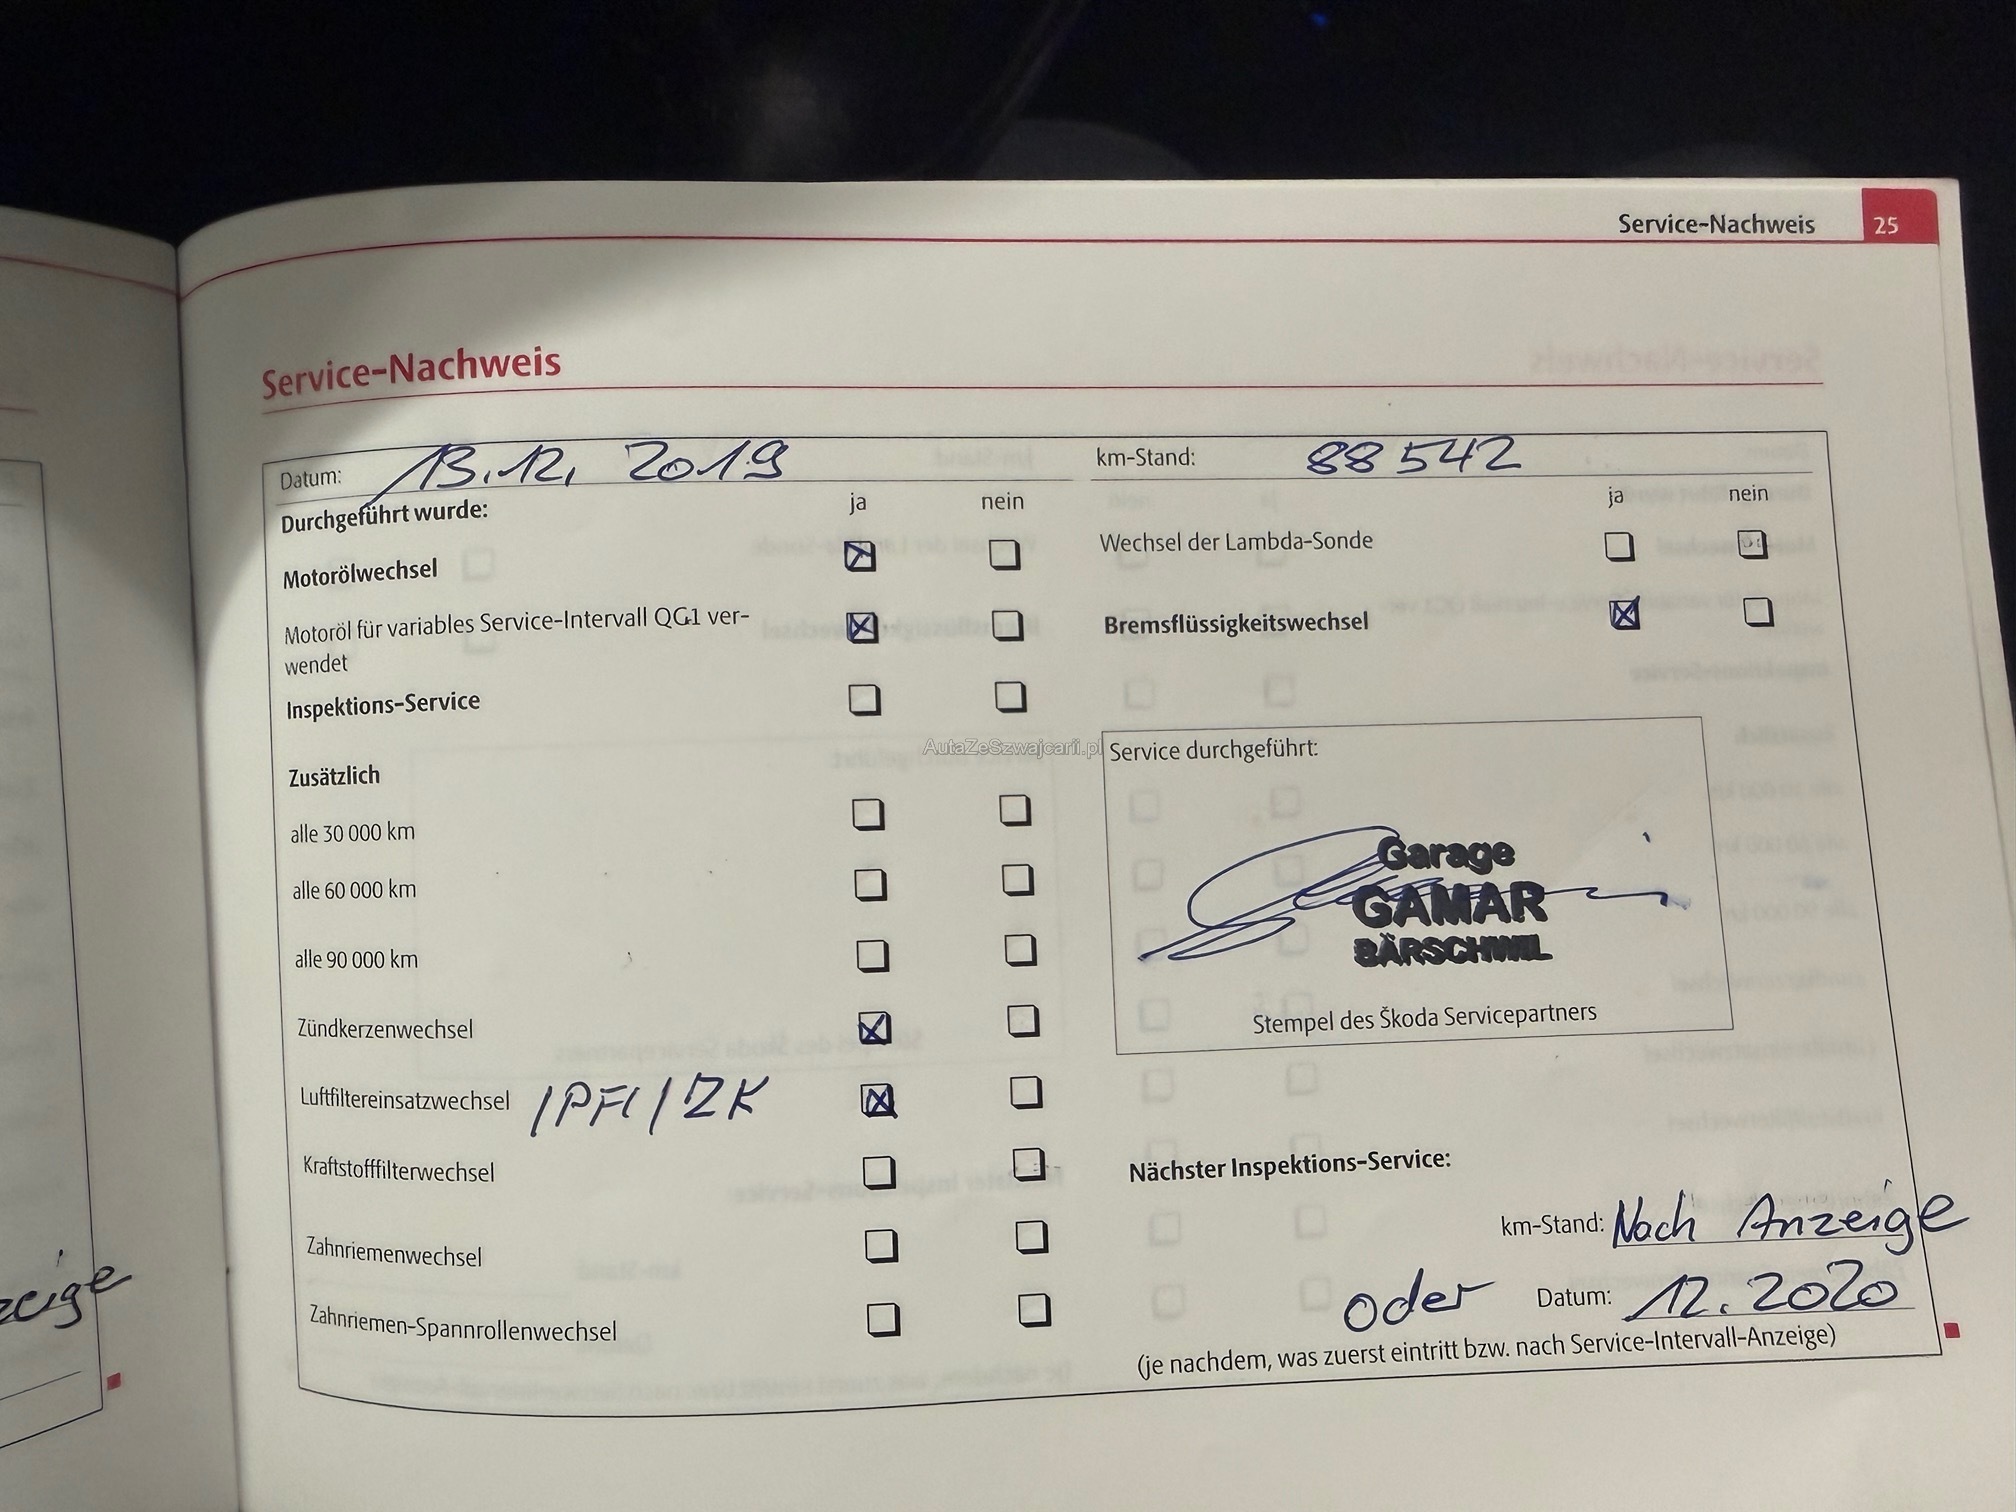 Service-Nachweis 25
Service-Nachweis
Datum: 13.12. 2019
km-Stand: 88542
Durchgeführt wurde: ja nein
ja nein
Motorölwechsel
Wechsel der Lambda-Sonde
Motoröl für variables Service-Intervall QG1 ver-
wendet
Bremsflüssigkeitswechsel
Inspektions-Service
AutaZeSzwajcarii.pl
Service durchgeführt:
Zusätzlich
alle 30 000 km
alle 60 000 km
alle 90 000 km
Garage
GAMAR
BÄRSCHWIL
Stempel des Škoda Servicepartners
Zündkerzenwechsel
Luftfiltereinsatzwechsel /PFl/ZK
Kraftstofffilterwechsel
Zahnriemenwechsel
Zahnriemen-Spannrollenwechsel
Nächster Inspektions-Service:
km-Stand: Nach Anzeige
oder Datum: 12.2020
(je nachdem, was zuerst eintritt bzw. nach Service-Intervall-Anzeige)
zeige